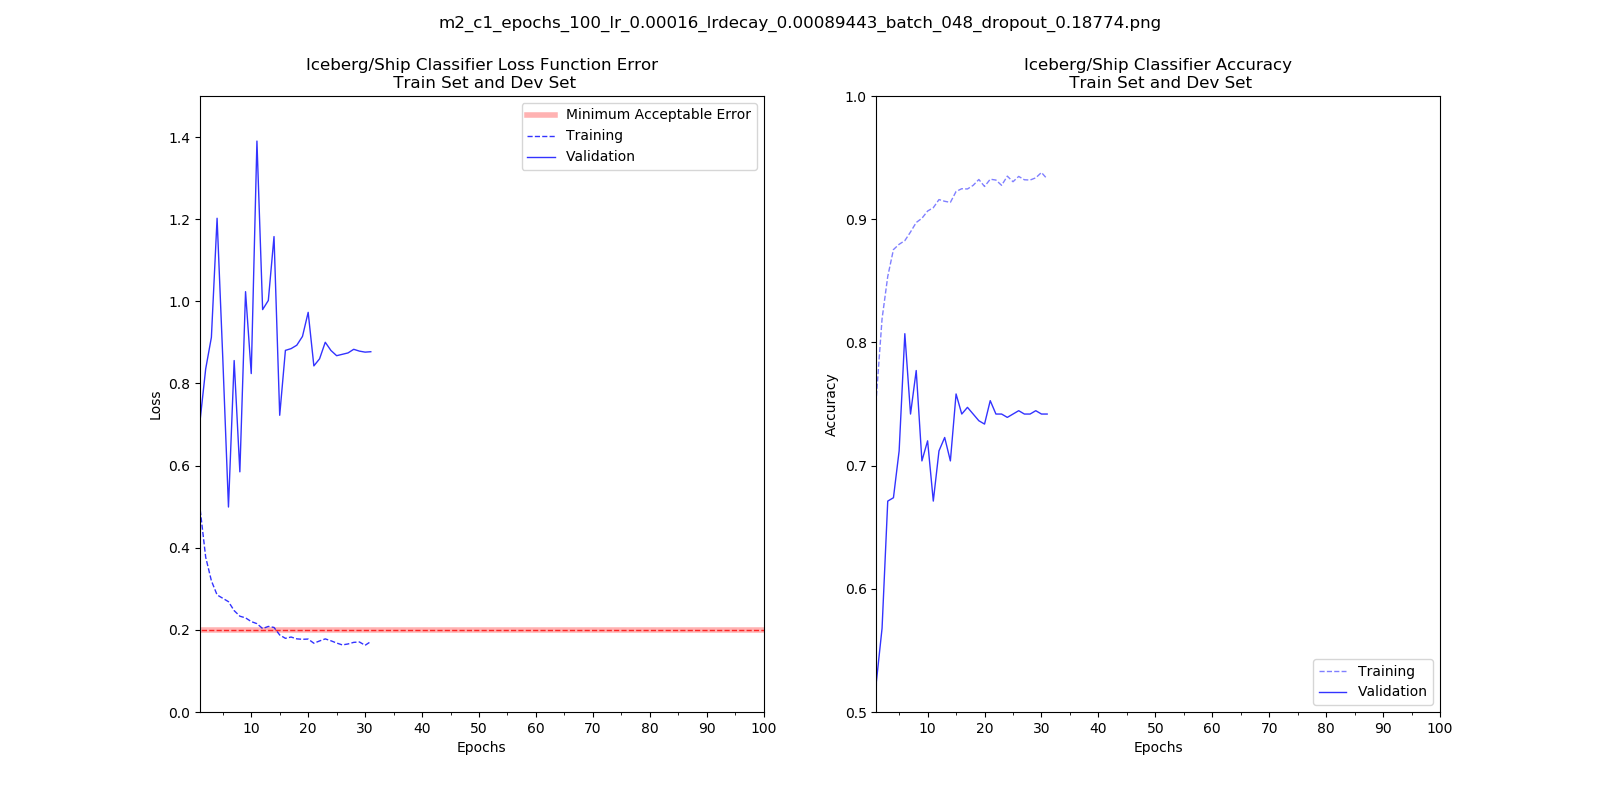 m2_c1_epochs_100_lr_0.00016_lrdecay_0.00089443_batch_048_dropout_0.18774.png
Iceberg/Ship Classifier Loss Function Error
Train Set and Dev Set
1.4
1.2
1.0
0.8
0.6
0.4
0.2
0.0
Loss
10 20 30 40 50 60 70 80 90 100
Epochs
Minimum Acceptable Error
Training
Validation
Iceberg/Ship Classifier Accuracy
Train Set and Dev Set
1.0
0.9
0.8
0.7
0.6
0.5
Accuracy
10 20 30 40 50 60 70 80 90 100
Epochs
Training
Validation